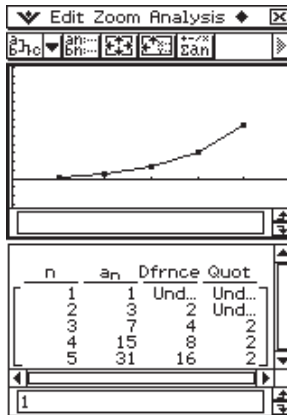 Edit Zoom Analysis
n an Dfrnce Quot
1 1 Und... Und...
2 3 2 Und...
3 7 4 2
4 15 8 2
5 31 16 2
1